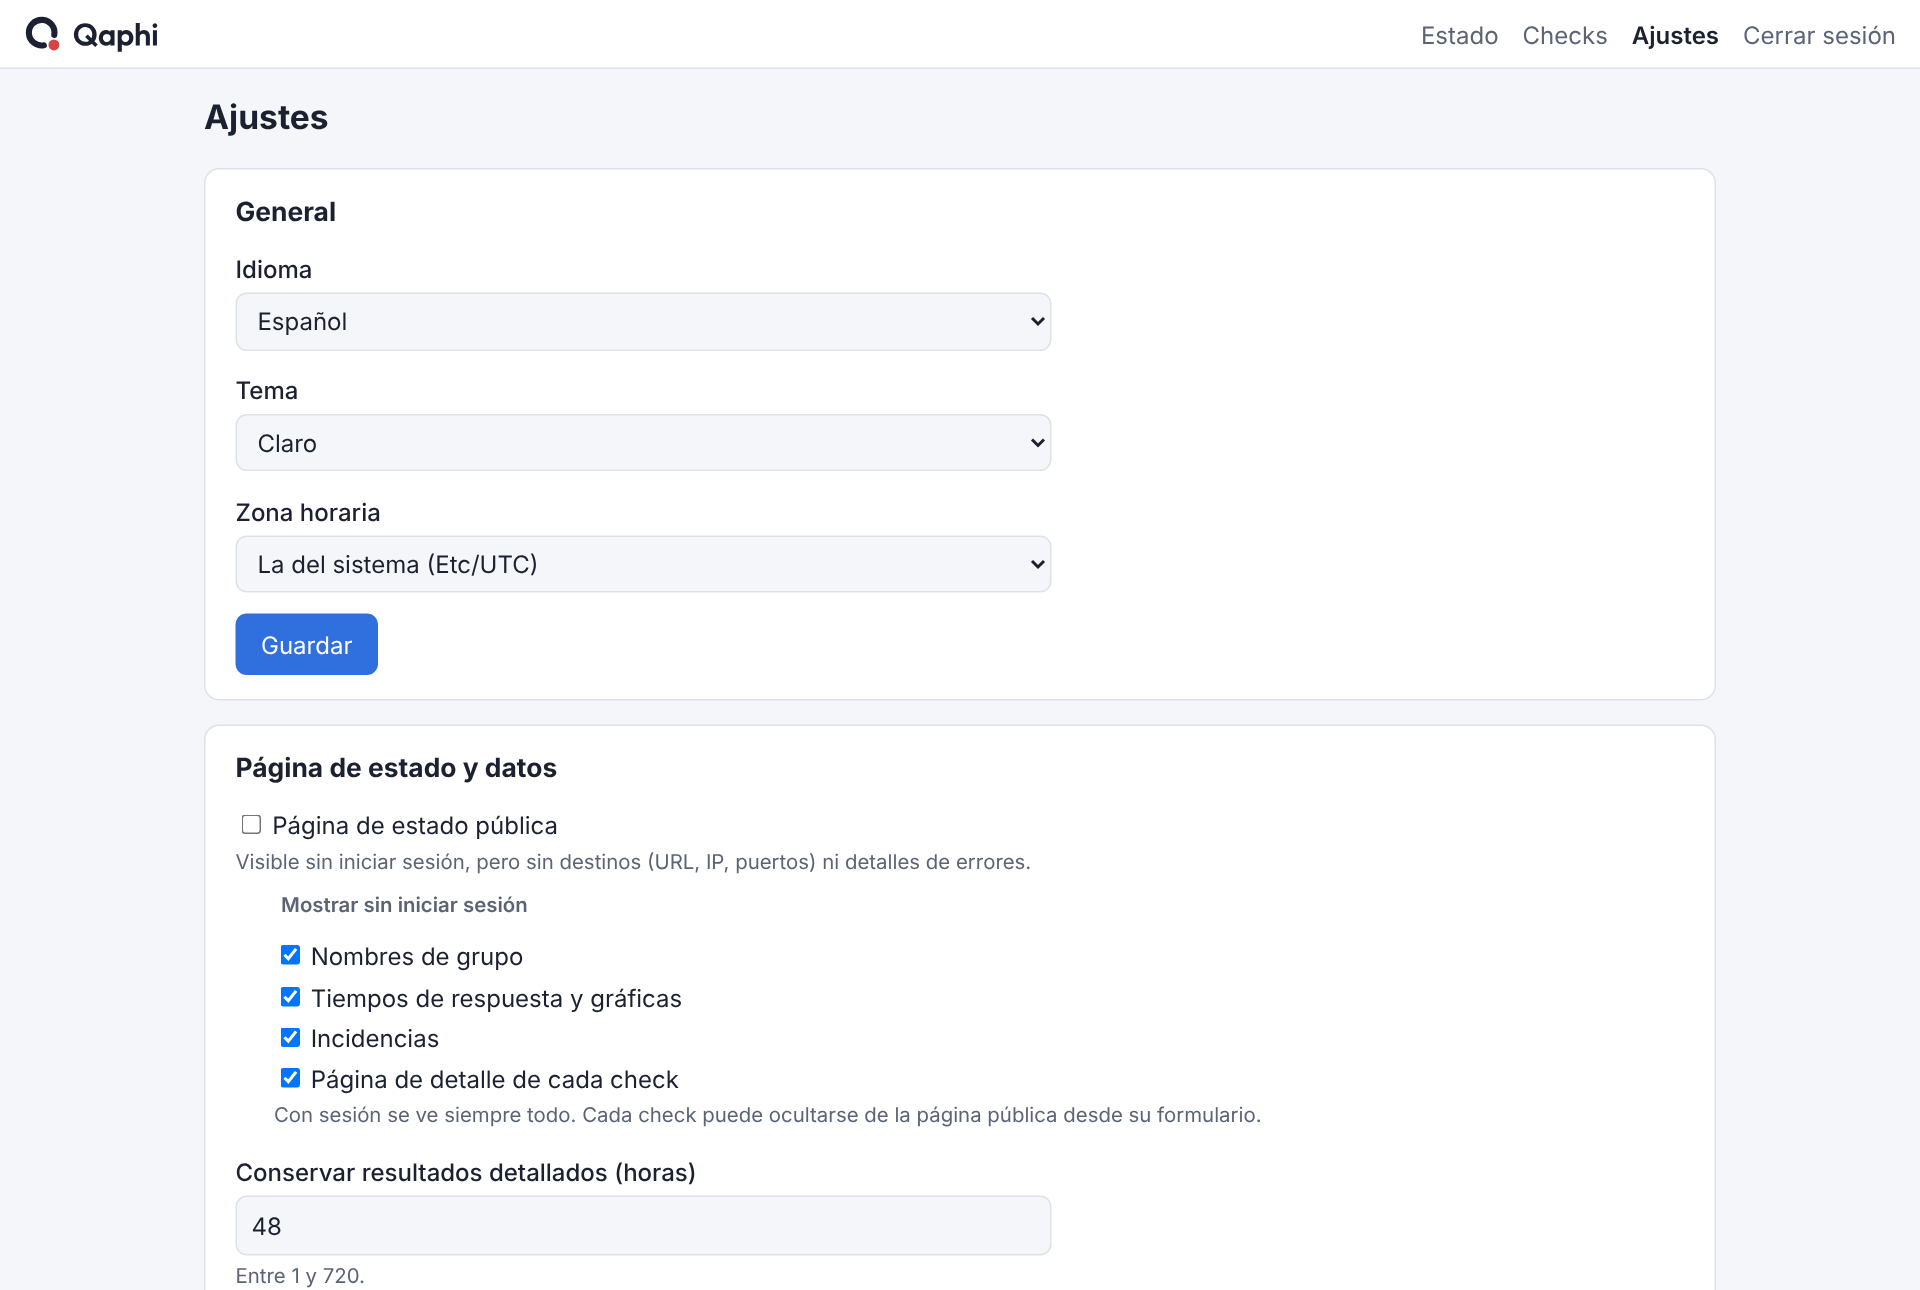 Qaphi
Estado Checks Ajustes Cerrar sesión
Ajustes
General
Idioma
Español
Tema
Claro
Zona horaria
La del sistema (Etc/UTC)
Guardar
Página de estado y datos
Página de estado pública
Visible sin iniciar sesión, pero sin destinos (URL, IP, puertos) ni detalles de errores.
Mostrar sin iniciar sesión
Nombres de grupo
Tiempos de respuesta y gráficas
Incidencias
Página de detalle de cada check
Con sesión se ve siempre todo. Cada check puede ocultarse de la página pública desde su formulario.
Conservar resultados detallados (horas)
48
Entre 1 y 720.